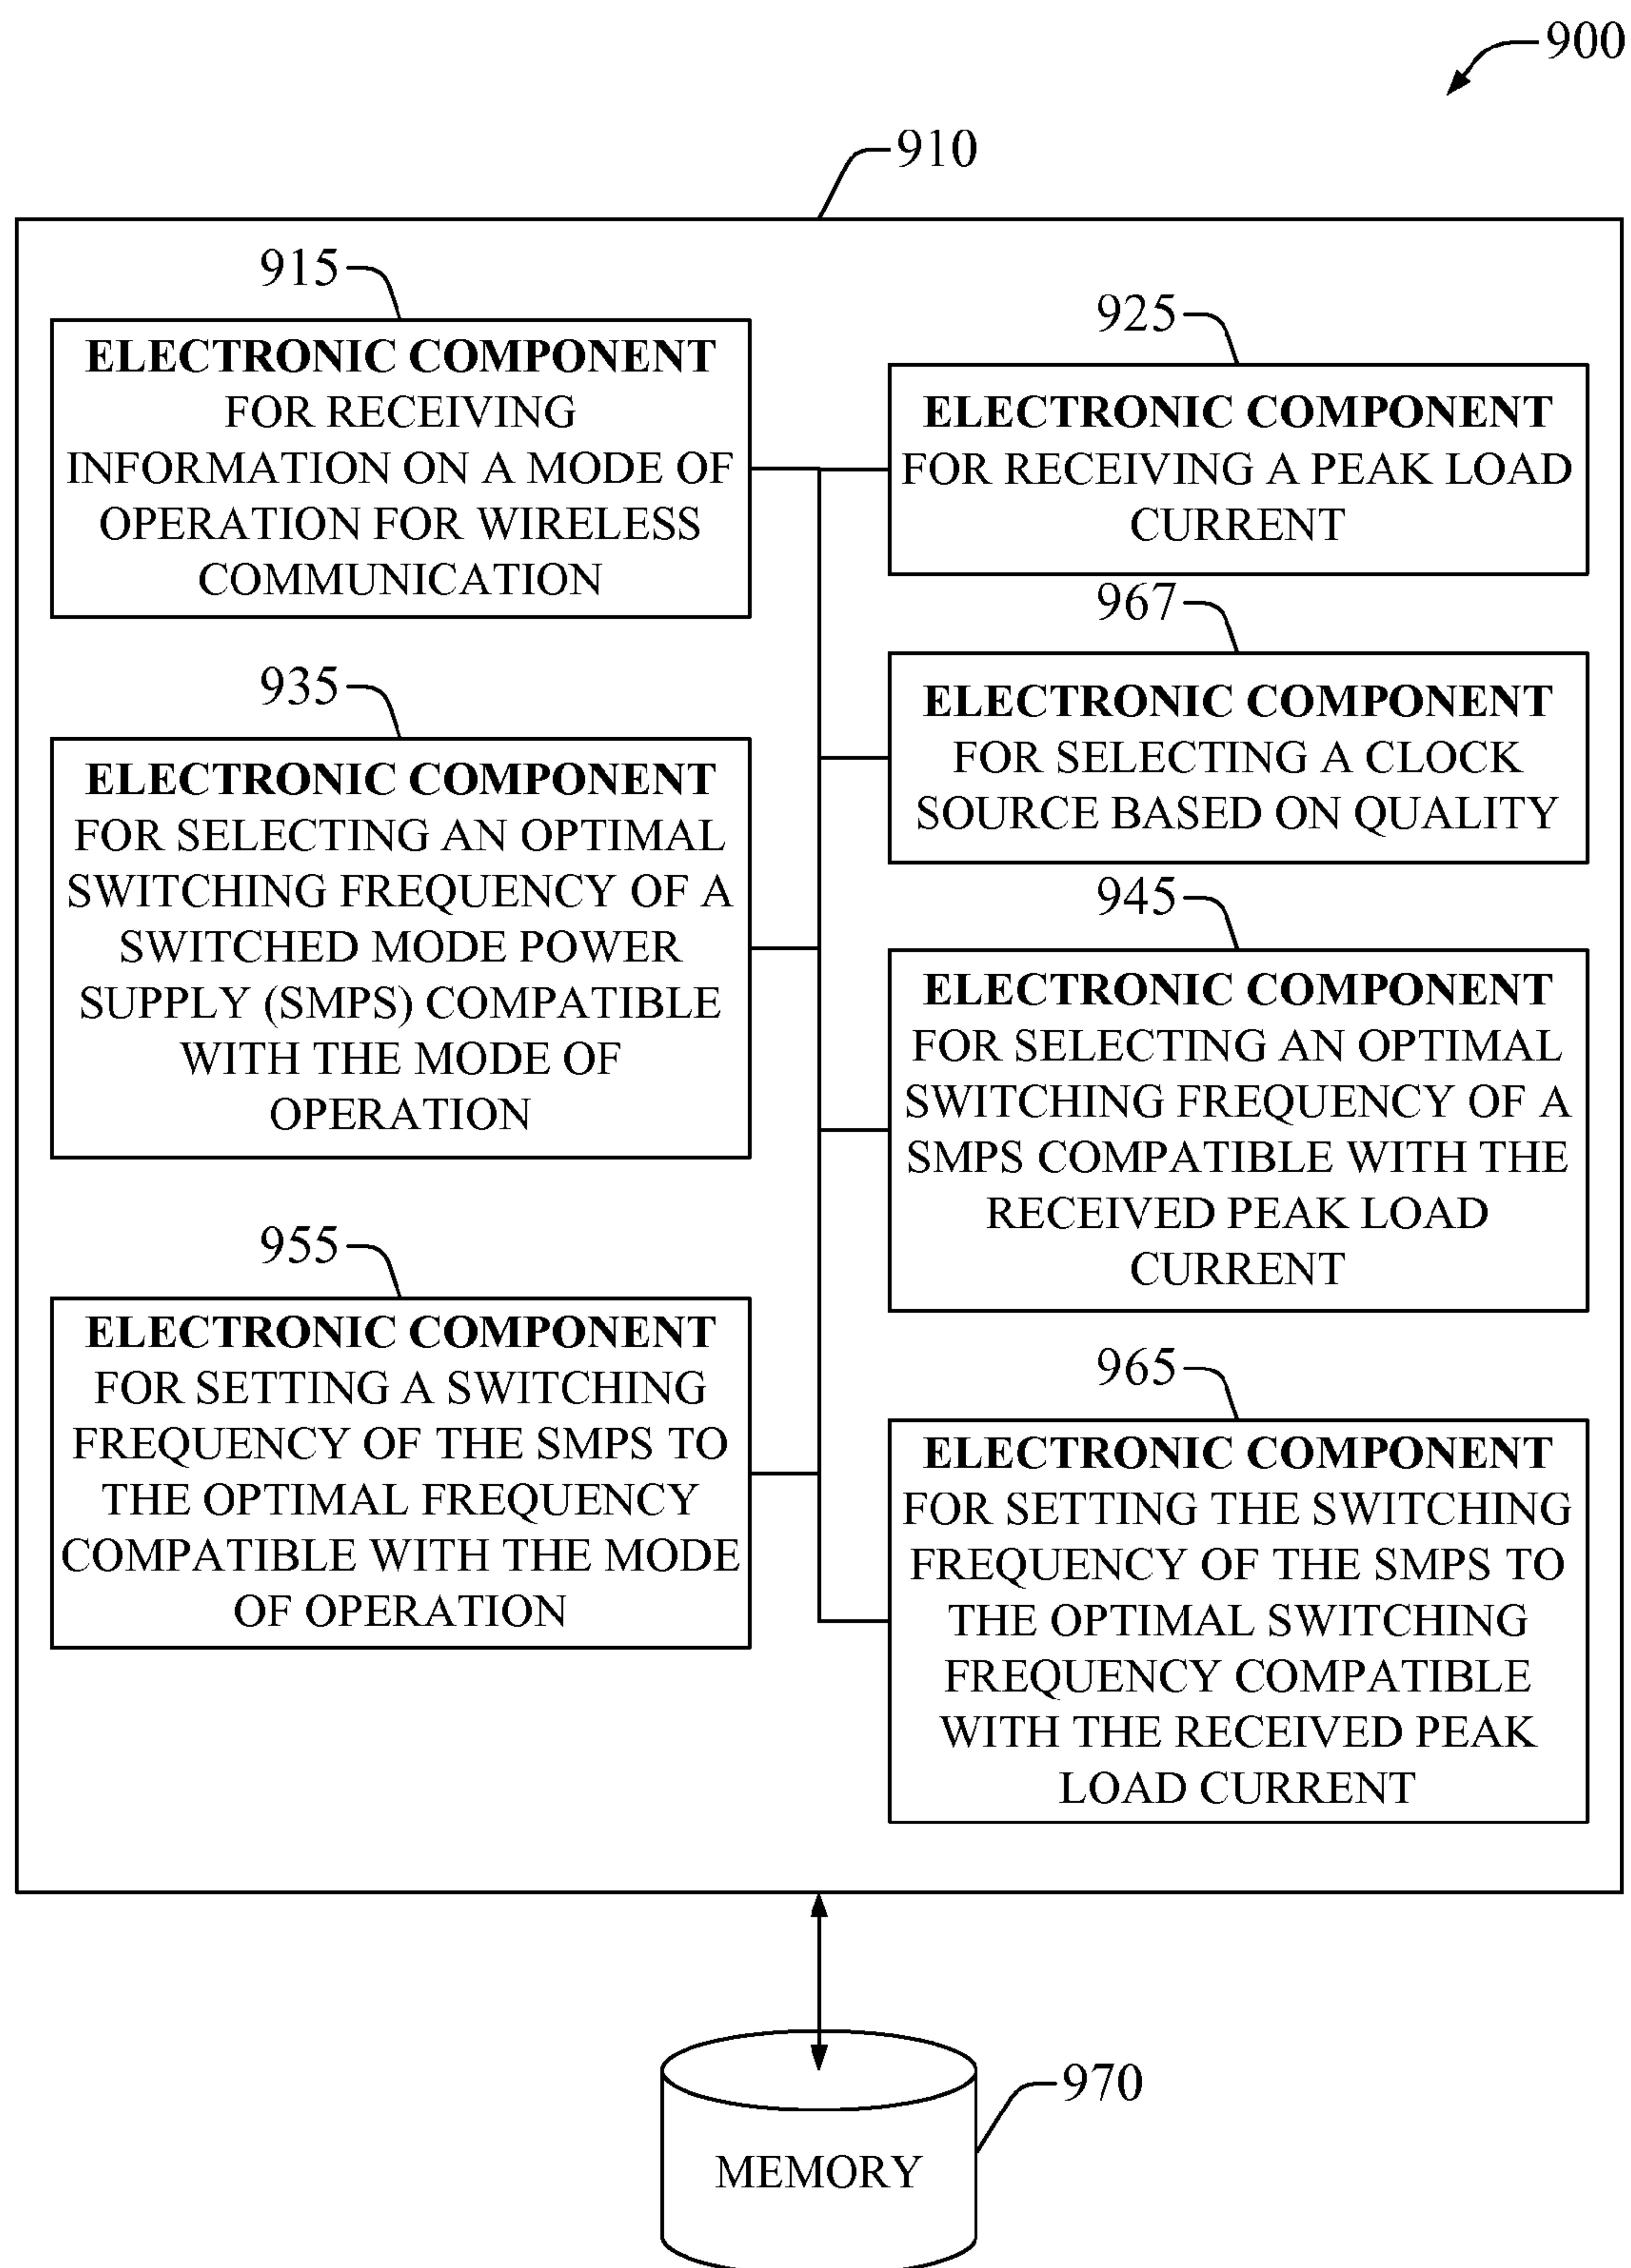 900
910
915
ELECTRONIC COMPONENT
FOR RECEIVING
INFORMATION ON A MODE OF
OPERATION FOR WIRELESS
COMMUNICATION
925
ELECTRONIC COMPONENT
FOR RECEIVING A PEAK LOAD
CURRENT
967
ELECTRONIC COMPONENT
FOR SELECTING A CLOCK
SOURCE BASED ON QUALITY
935
ELECTRONIC COMPONENT
FOR SELECTING AN OPTIMAL
SWITCHING FREQUENCY OF A
SWITCHED MODE POWER
SUPPLY (SMPS) COMPATIBLE
WITH THE MODE OF
OPERATION
945
ELECTRONIC COMPONENT
FOR SELECTING AN OPTIMAL
SWITCHING FREQUENCY OF A
SMPS COMPATIBLE WITH THE
RECEIVED PEAK LOAD
CURRENT
955
ELECTRONIC COMPONENT
FOR SETTING A SWITCHING
FREQUENCY OF THE SMPS TO
THE OPTIMAL FREQUENCY
COMPATIBLE WITH THE MODE
OF OPERATION
965
ELECTRONIC COMPONENT
FOR SETTING THE SWITCHING
FREQUENCY OF THE SMPS TO
THE OPTIMAL SWITCHING
FREQUENCY COMPATIBLE
WITH THE RECEIVED PEAK
LOAD CURRENT
970
MEMORY